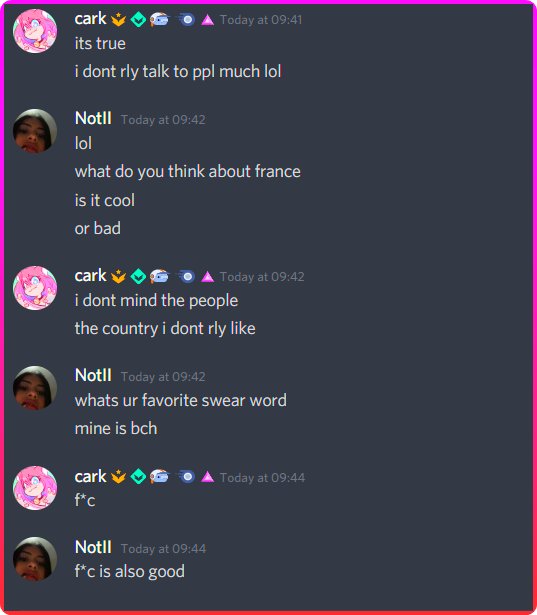 cark Today at 09:41
its true
i dont rly talk to ppl much lol
NotII Today at 09:42
lol
what do you think about france
is it cool
or bad
cark Today at 09:42
i dont mind the people
the country i dont rly like
NotII Today at 09:42
whats ur favorite swear word
mine is bch
cark Today at 09:44
f*c
NotII Today at 09:44
f*c is also good